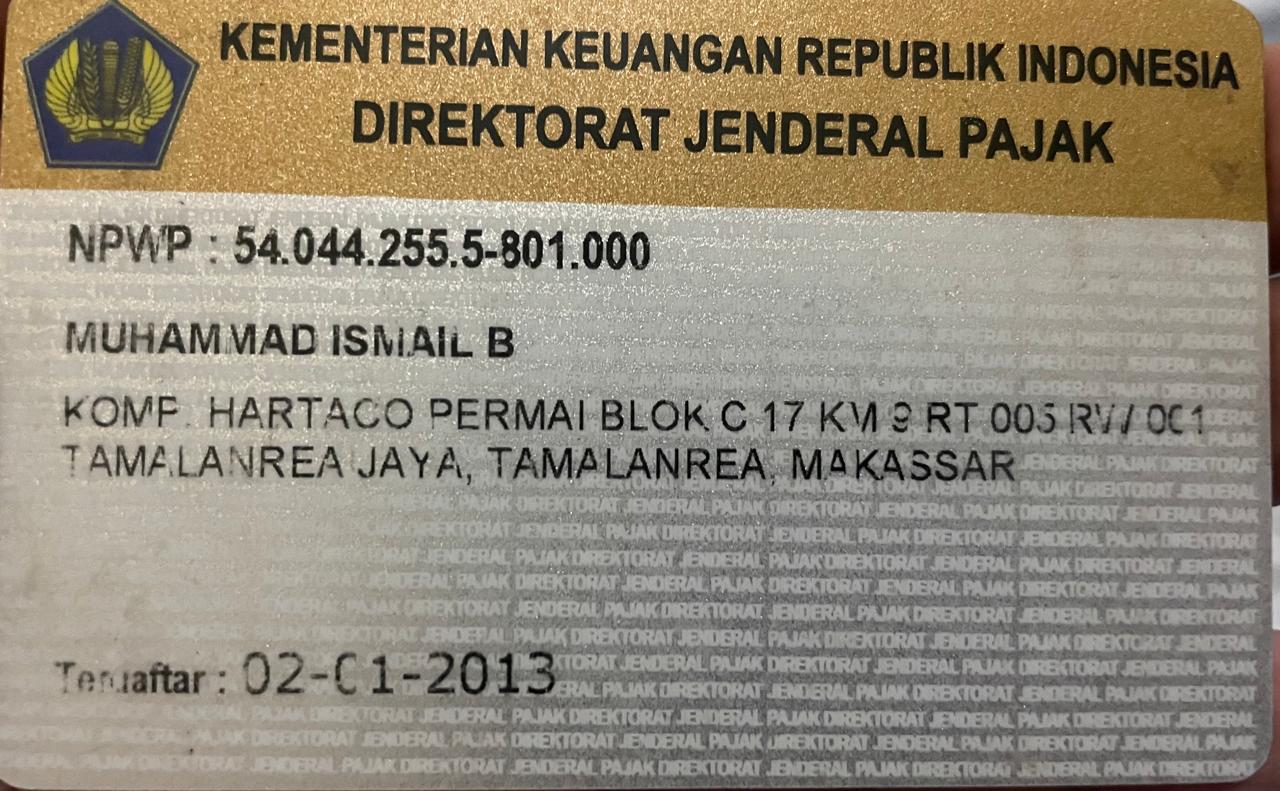 KEMENTERIAN KEUANGAN REPUBLIK INDONESIA
DIREKTORAT JENDERAL PAJAK
NPWP : 54.044.255.5-801.000
MUHAMMAD ISMAIL B
KOMP. HARTACO PERMAI BLOK C 17 KM 9 RT 005 RW 001
TAMALANREA JAYA, TAMALANREA, MAKASSAR
Terdaftar : 02-01-2013